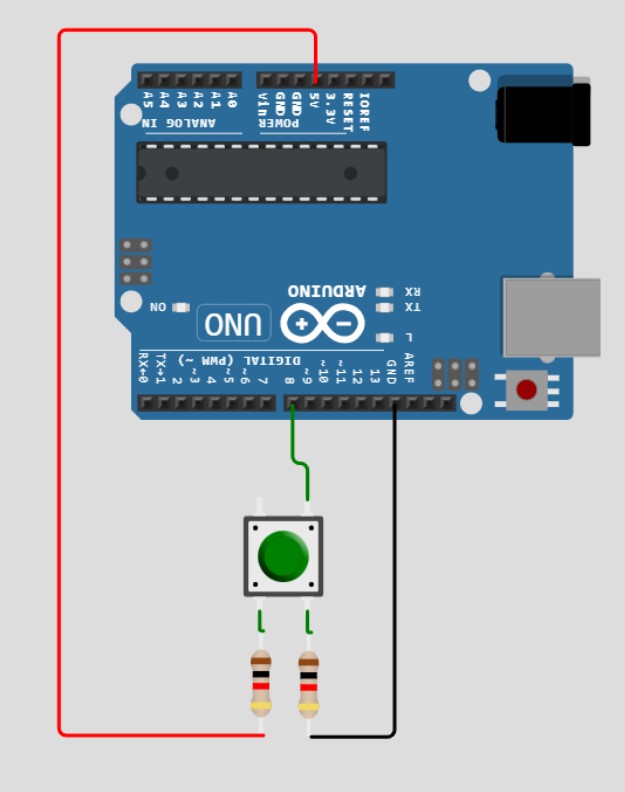 A5 A4 A3 A2 A1 A0 Vin GND GND 5V 3.3V RESET IOREF
ANALOG IN POWER
ON UNO ARDUINO RX
TX
L
DIGITAL (PWM ~)
RX←0 TX→1 2 ~3 4 ~5 ~6 7 8 ~9 ~10 ~11 12 13 GND AREF